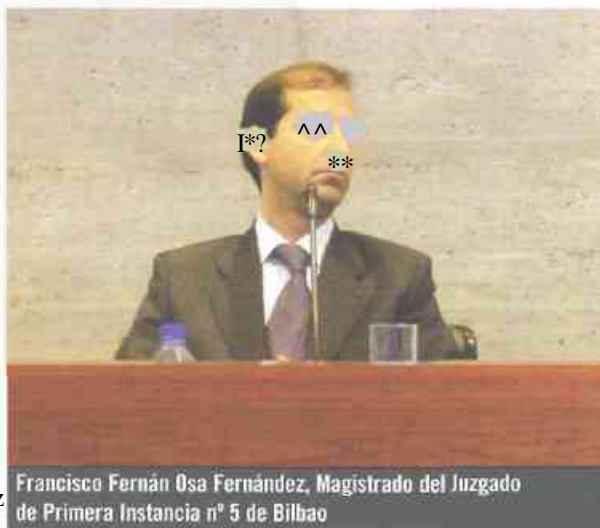 I*?
^^
**
z
Francisco Fernán Osa Fernández, Magistrado del Juzgado
de Primera Instancia nº 5 de Bilbao